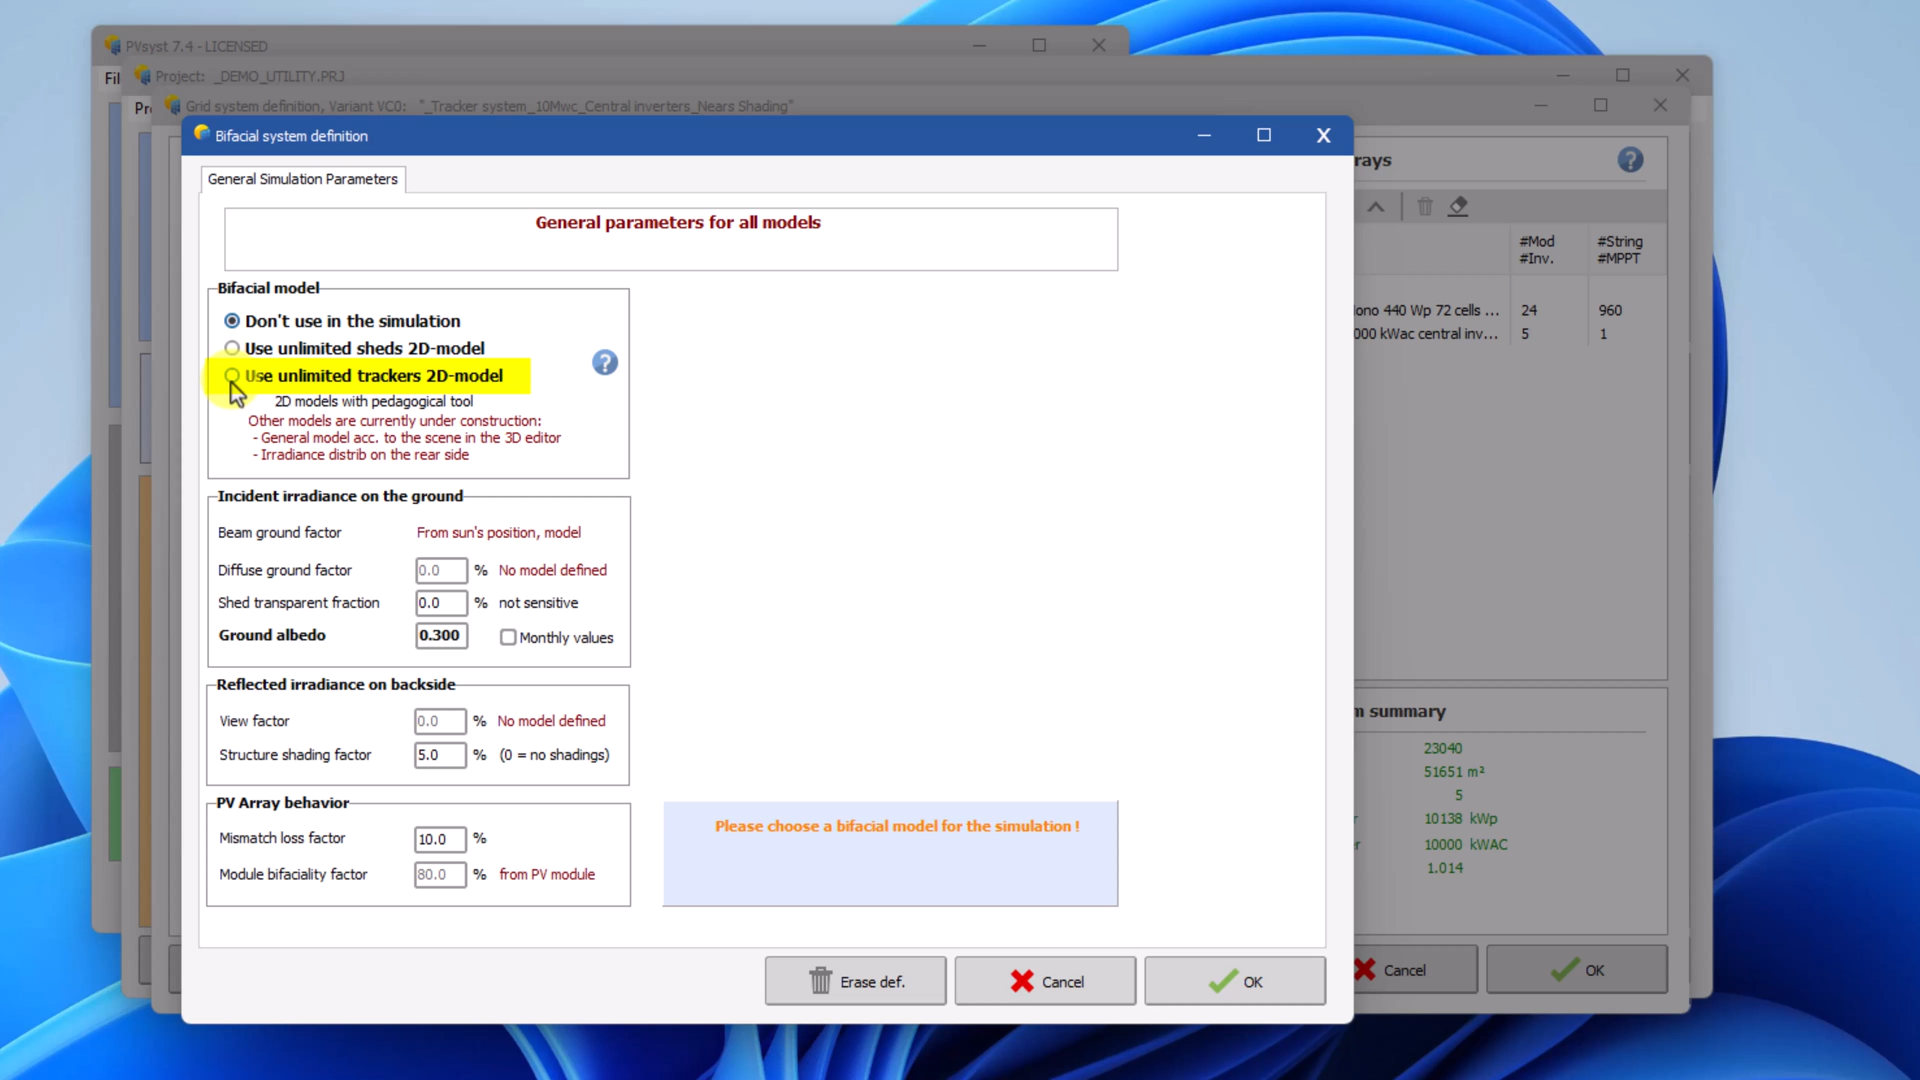 PVsyst 7.4 - LICENSED
Fil
Project: _DEMO_UTILITY.PRJ
Pr
Grid system definition, Variant VC0: "_Tracker system_10Mwc_Central inverters_Nears Shading"
Bifacial system definition
General Simulation Parameters
General parameters for all models
Bifacial model
Don't use in the simulation
Use unlimited sheds 2D-model
Use unlimited trackers 2D-model
2D models with pedagogical tool
Other models are currently under construction:
- General model acc. to the scene in the 3D editor
- Irradiance distrib on the rear side
Incident irradiance on the ground
Beam ground factor From sun's position, model
Diffuse ground factor 0.0 % No model defined
Shed transparent fraction 0.0 % not sensitive
Ground albedo 0.300 Monthly values
Reflected irradiance on backside
View factor 0.0 % No model defined
Structure shading factor 5.0 % (0 = no shadings)
PV Array behavior
Mismatch loss factor 10.0 %
Module bifaciality factor 80.0 % from PV module
Please choose a bifacial model for the simulation !
Erase def. Cancel OK
rays
#Mod #String
#Inv. #MPPT
ono 440 Wp 72 cells ... 24 960
000 kWac central inv... 5 1
m summary
23040
51651 m²
5
r 10138 kWp
er 10000 kWAC
1.014
Cancel OK